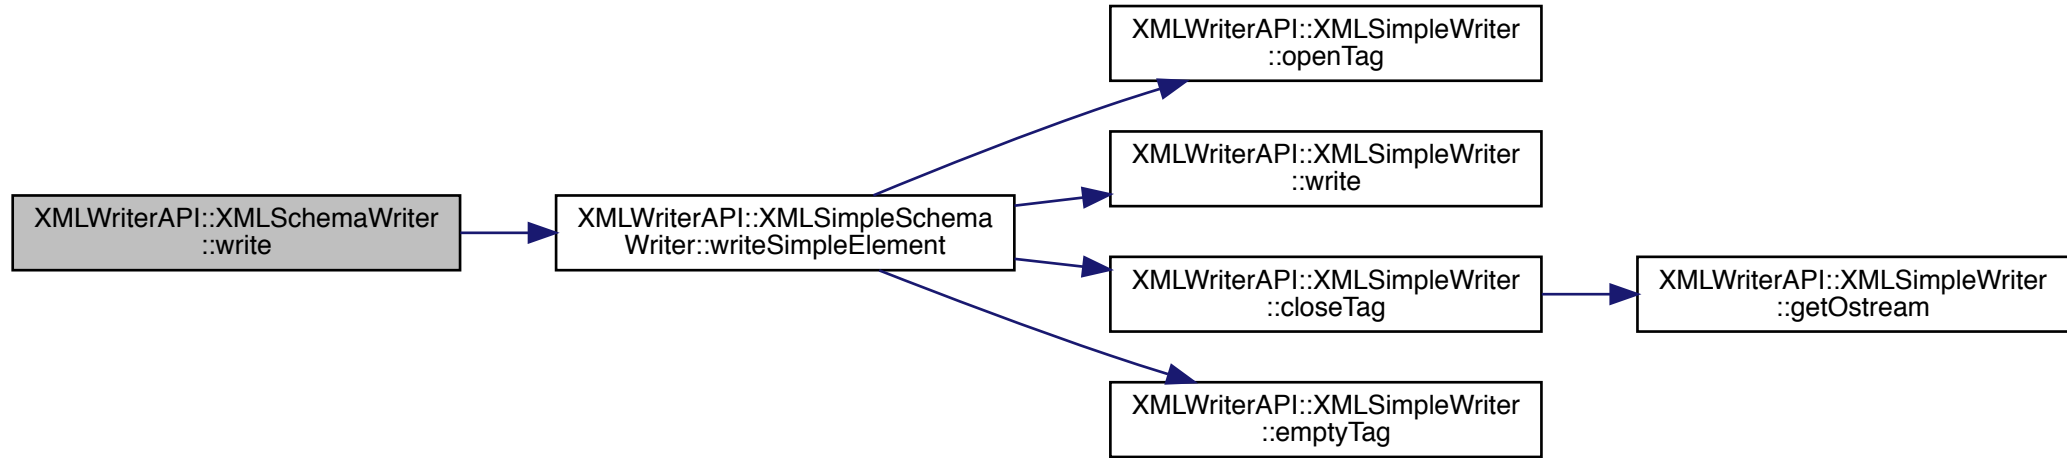 XMLWriterAPI::XMLSchemaWriter
::write
XMLWriterAPI::XMLSimpleSchema
Writer::writeSimpleElement
XMLWriterAPI::XMLSimpleWriter
::openTag
XMLWriterAPI::XMLSimpleWriter
::write
XMLWriterAPI::XMLSimpleWriter
::closeTag
XMLWriterAPI::XMLSimpleWriter
::emptyTag
XMLWriterAPI::XMLSimpleWriter
::getOstream